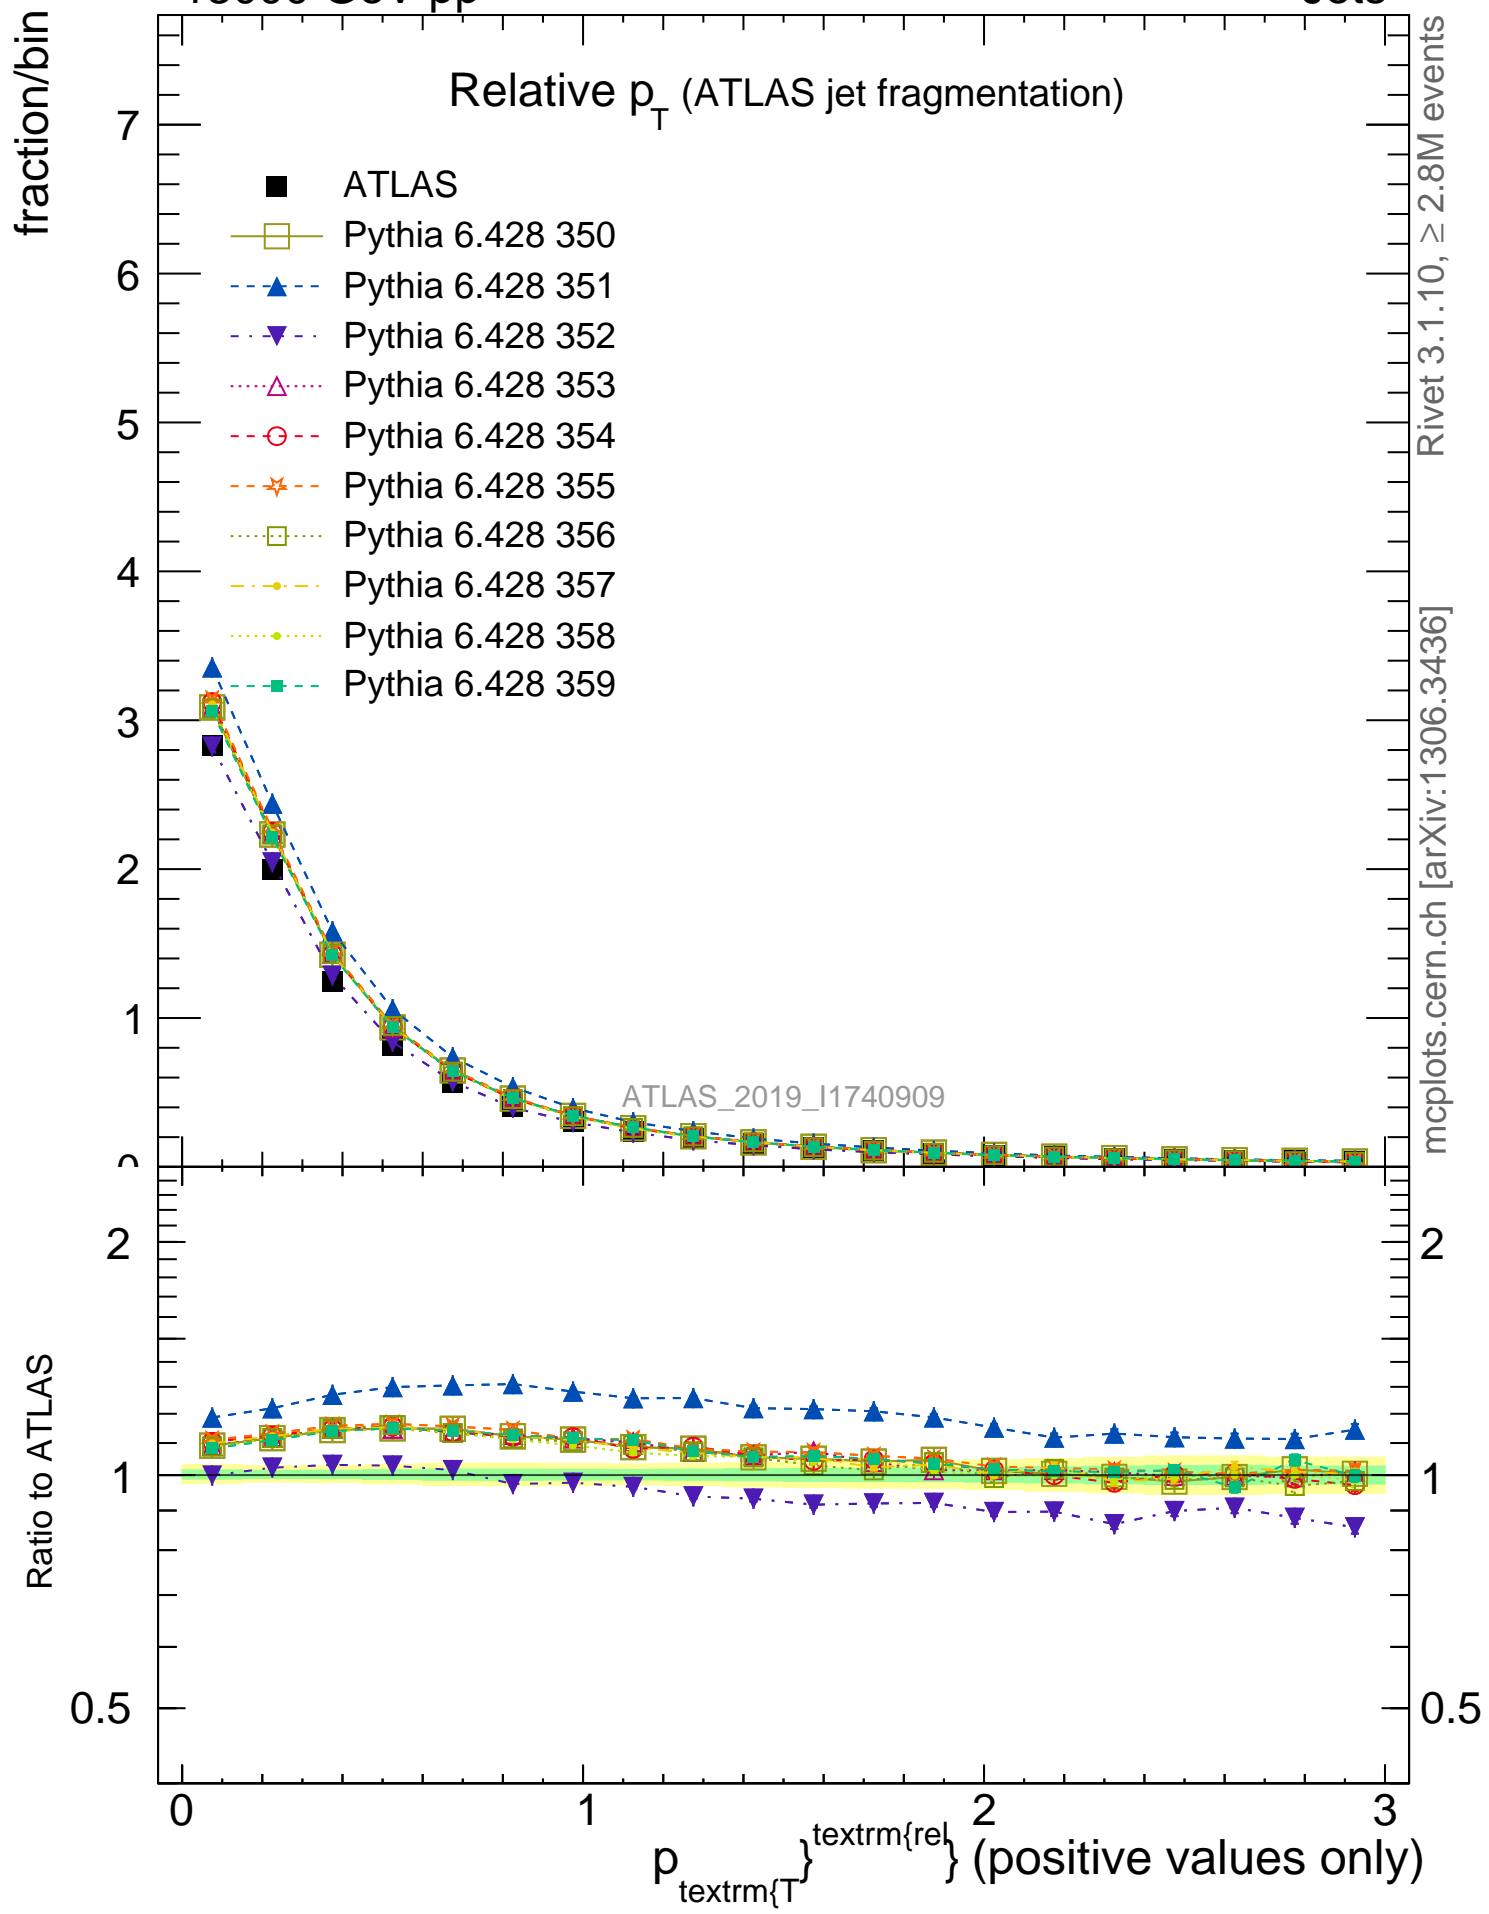 fraction/bin
Relative p_T (ATLAS jet fragmentation)
7
6
5
4
3
2
1
0
ATLAS
Pythia 6.428 350
Pythia 6.428 351
Pythia 6.428 352
Pythia 6.428 353
Pythia 6.428 354
Pythia 6.428 355
Pythia 6.428 356
Pythia 6.428 357
Pythia 6.428 358
Pythia 6.428 359
ATLAS_2019_I1740909
Rivet 3.1.10, ≥ 2.8M events
mcplots.cern.ch [arXiv:1306.3436]
Ratio to ATLAS
2
1
0.5
2
1
0.5
0
1
2
3
p_textrm{T}^textrm{rel} (positive values only)